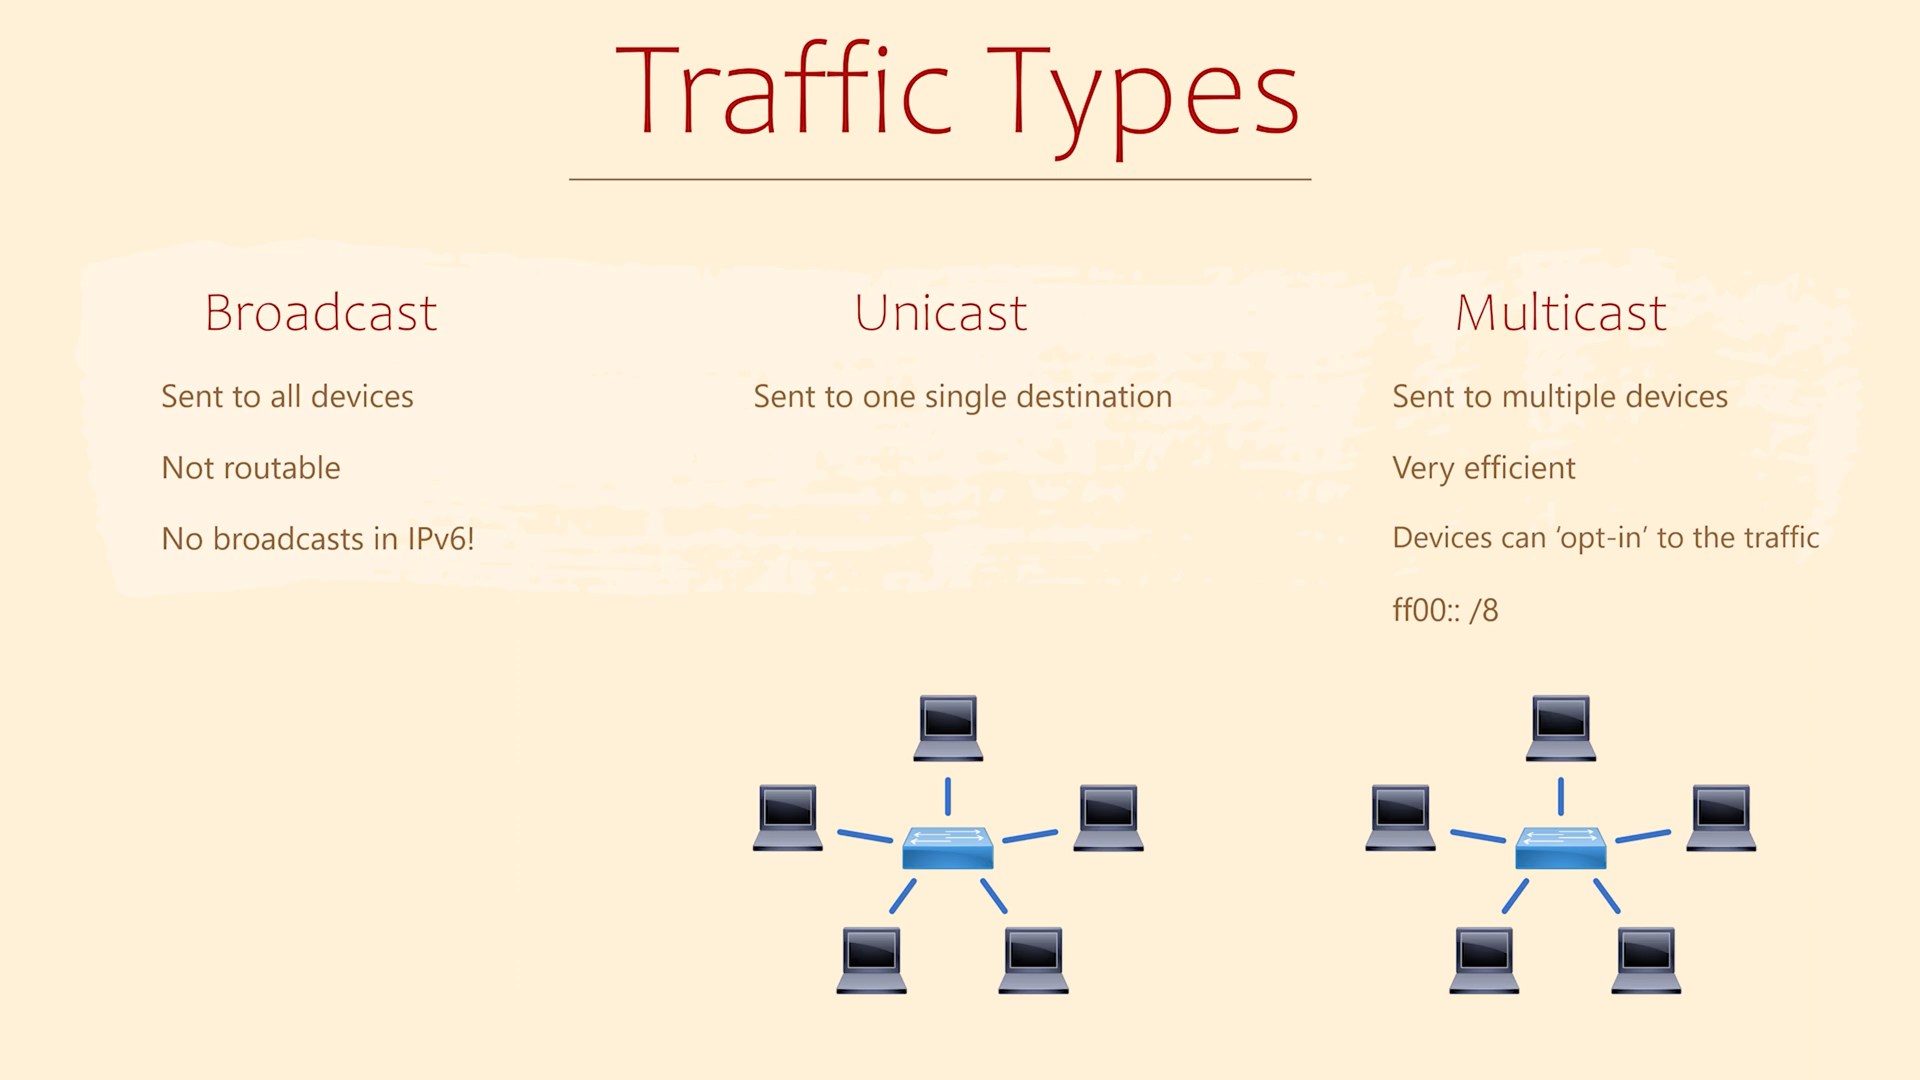 Traffic Types
Broadcast
Sent to all devices
Not routable
No broadcasts in IPv6!
Unicast
Sent to one single destination
Multicast
Sent to multiple devices
Very efficient
Devices can ‘opt-in’ to the traffic
ff00:: /8